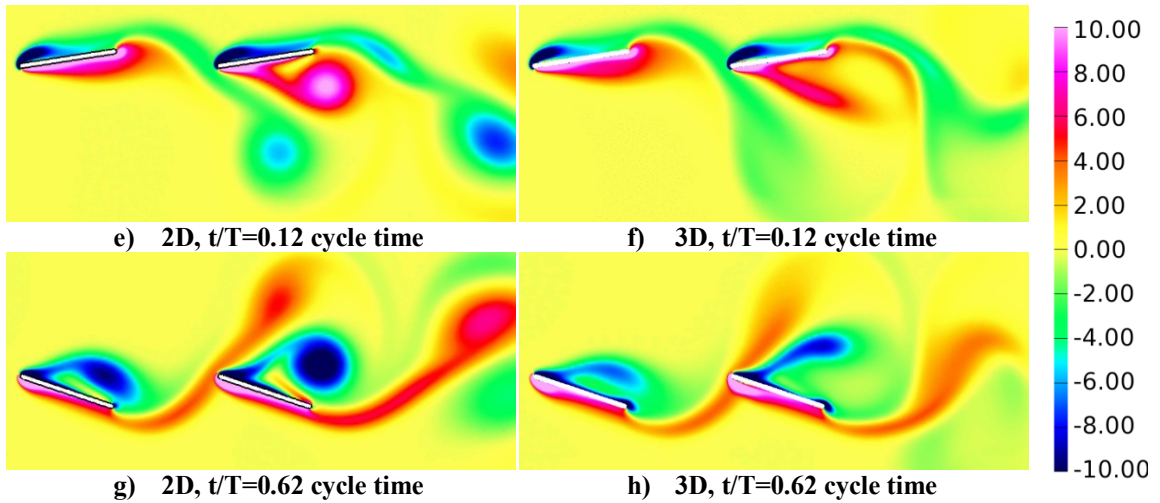 e) 2D, t/T=0.12 cycle time
f) 3D, t/T=0.12 cycle time
g) 2D, t/T=0.62 cycle time
h) 3D, t/T=0.62 cycle time
10.00
8.00
6.00
4.00
2.00
0.00
-2.00
-4.00
-6.00
-8.00
-10.00